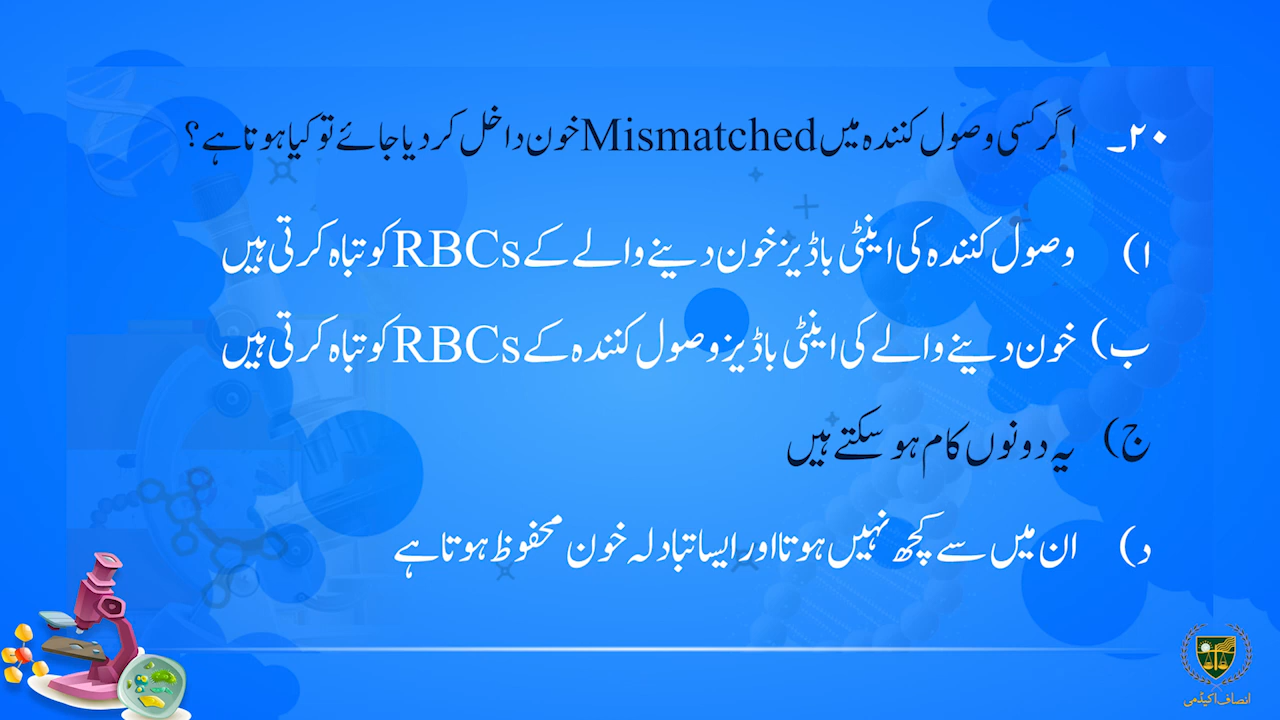 ۲۰۔ اگر کسی وصول کنندہ میں Mismatched خون داخل کر دیا جائے تو کیا ہوتا ہے؟
ا) وصول کنندہ کی اینٹی باڈیز خون دینے والے کے RBCs کو تباہ کرتی ہیں
ب) خون دینے والے کی اینٹی باڈیز وصول کنندہ کے RBCs کو تباہ کرتی ہیں
ج) یہ دونوں کام ہو سکتے ہیں
د) ان میں سے کچھ نہیں ہوتا اور ایسا تبادلہ خون محفوظ ہوتا ہے
انصاف اکیڈمی